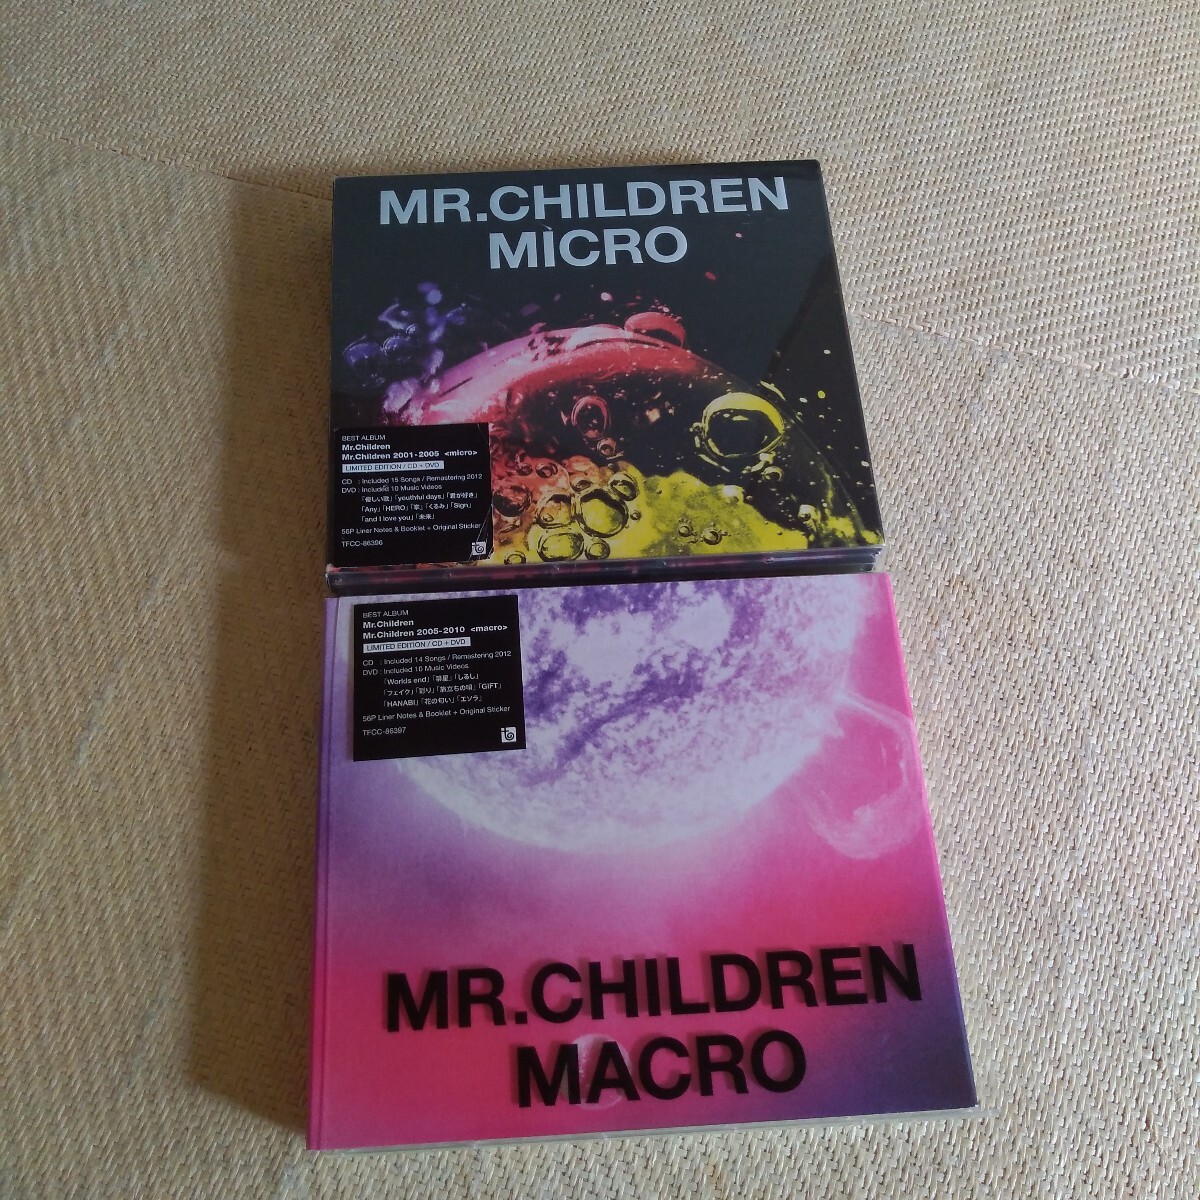 MR.CHILDREN
MICRO
BEST ALBUM
Mr.Children
Mr.Children 2001-2005 <micro>
LIMITED EDITION / CD + DVD
CD : Included 15 Songs / Remastering 2012
DVD : Included 10 Music Videos
「優しい歌」「youthful days」「君が好き」
「Any」「HERO」「掌」「くるみ」「Sign」
「and I love you」「未来」
56P Liner Notes & Booklet + Original Sticker
TFCC-86396
BEST ALBUM
Mr.Children
Mr.Children 2005-2010 <macro>
LIMITED EDITION / CD + DVD
CD : Included 14 Songs / Remastering 2012
DVD : Included 10 Music Videos
「Worlds end」「箒星」「しるし」
「フェイク」「彩り」「旅立ちの唄」「GIFT」
「HANABI」「花の匂い」「エソラ」
56P Liner Notes & Booklet + Original Sticker
TFCC-86397
MR.CHILDREN
MACRO